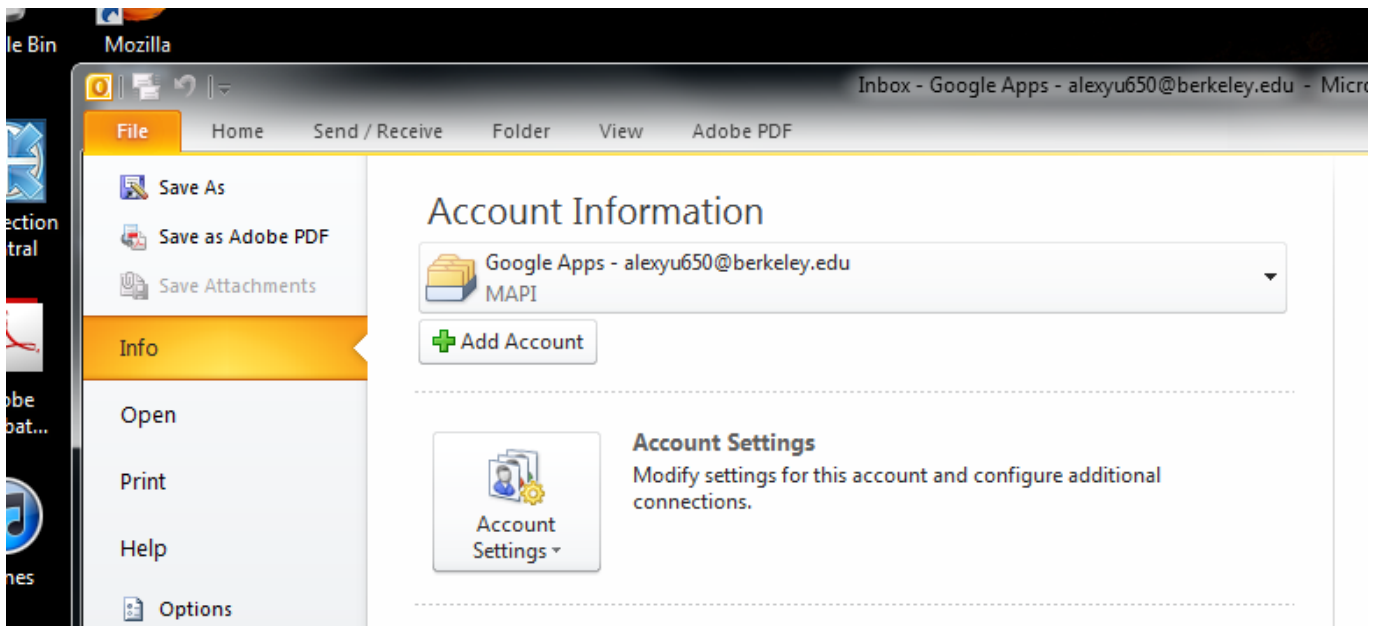 le Bin
Mozilla
Inbox - Google Apps - alexyu650@berkeley.edu - Micro
File Home Send / Receive Folder View Adobe PDF
Save As
Save as Adobe PDF
Save Attachments
Info
Open
Print
Help
Options
Account Information
Google Apps - alexyu650@berkeley.edu
MAPI
Add Account
Account
Settings
Account Settings
Modify settings for this account and configure additional
connections.
ection
tral
obe
bat...
nes